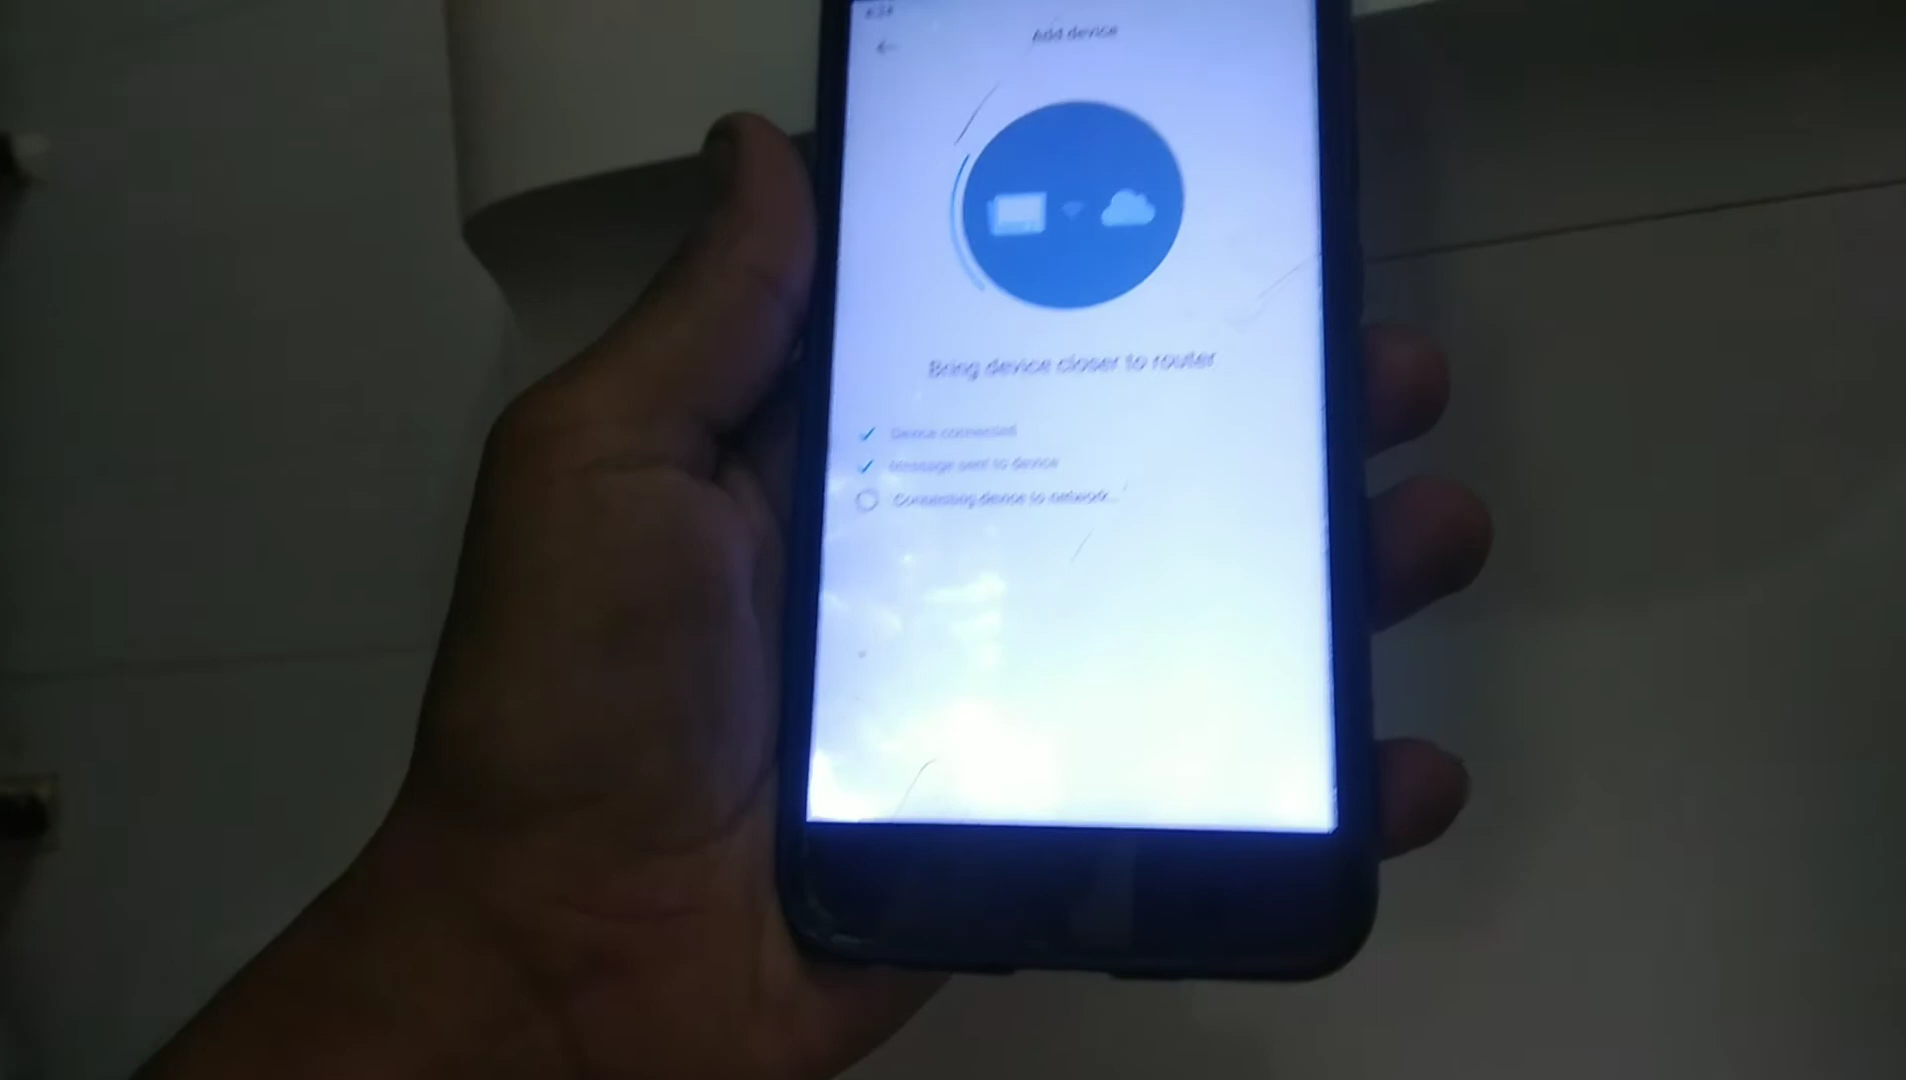 Add device
Bring device closer to router
Device connected
Message sent to device
Connecting device to network...